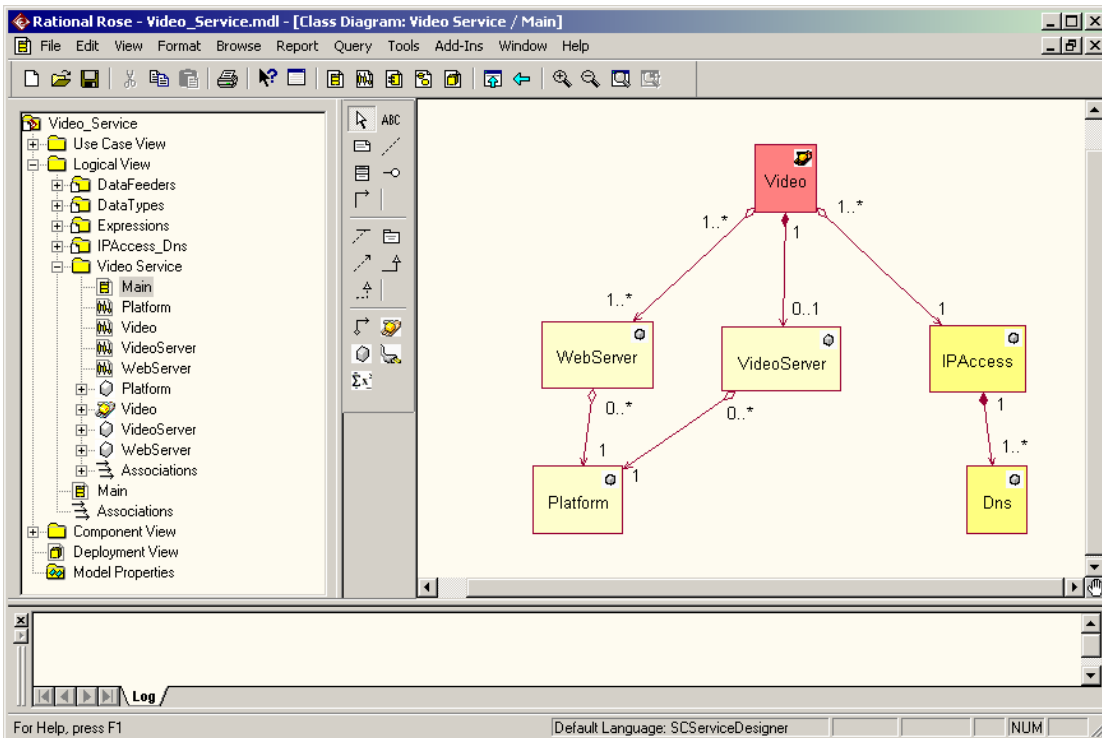 Rational Rose - Video_Service.mdl - [Class Diagram: Video Service / Main]
File Edit View Format Browse Report Query Tools Add-Ins Window Help
Video_Service
Use Case View
Logical View
DataFeeders
DataTypes
Expressions
IPAccess_Dns
Video Service
Main
Platform
Video
VideoServer
WebServer
Platform
Video
VideoServer
WebServer
Associations
Main
Associations
Component View
Deployment View
Model Properties
ABC
Σx²
Video
1..* 1 1..*
1..* 0..1 1
WebServer VideoServer IPAccess
0..* 0..* 1
1 1 1..*
Platform Dns
Log
For Help, press F1 Default Language: SCServiceDesigner NUM